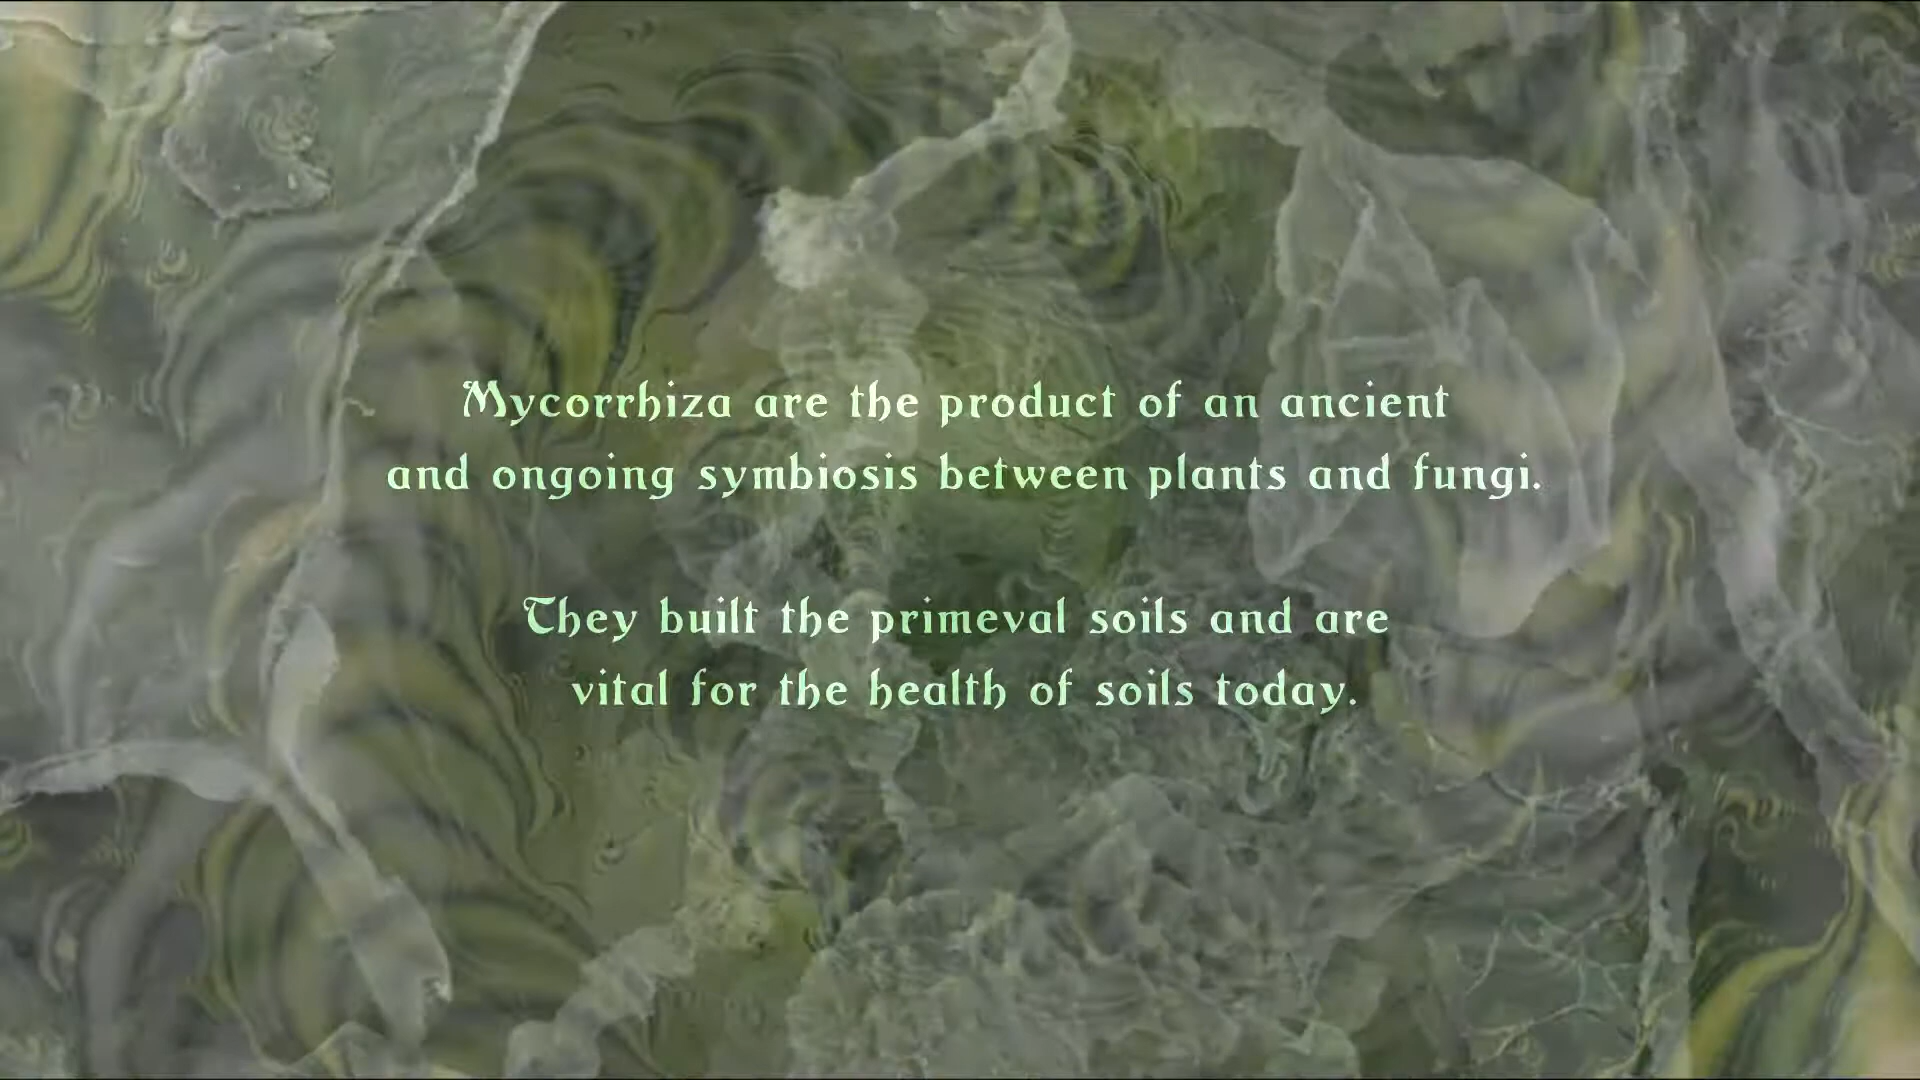 Mycorrhiza are the product of an ancient
and ongoing symbiosis between plants and fungi.
They built the primeval soils and are
vital for the health of soils today.